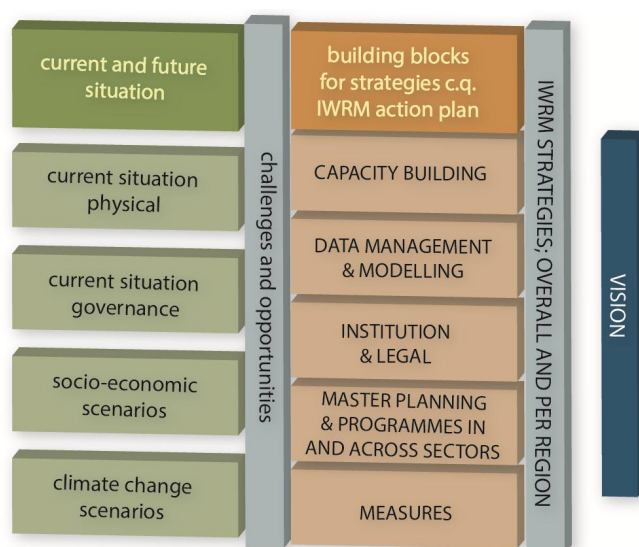 current and future
situation
current situation
physical
current situation
governance
socio-economic
scenarios
climate change
scenarios
challenges and opportunities
building blocks
for strategies c.q.
IWRM action plan
CAPACITY BUILDING
DATA MANAGEMENT
& MODELLING
INSTITUTION
& LEGAL
MASTER PLANNING
& PROGRAMMES IN
AND ACROSS SECTORS
MEASURES
IWRM STRATEGIES; OVERALL AND PER REGION
VISION